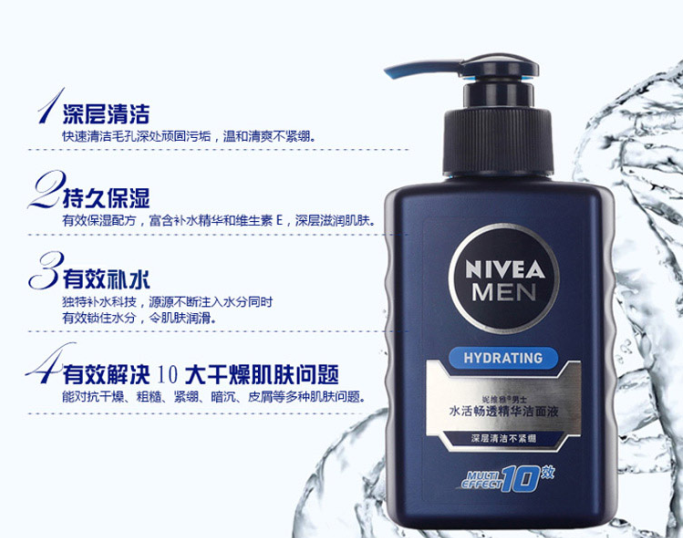 1 深层清洁
快速清洁毛孔深处顽固污垢，温和清爽不紧绷。
2 持久保湿
有效保湿配方，富含补水精华和维生素 E，深层滋润肌肤。
3 有效补水
独特补水科技，源源不断注入水分同时
有效锁住水分，令肌肤润滑。
4 有效解决 10 大干燥肌肤问题
能对抗干燥、粗糙、紧绷、暗沉、皮屑等多种肌肤问题。
NIVEA
MEN
HYDRATING
妮维雅®男士
水活畅透精华洁面液
深层清洁不紧绷
MULTI
EFFECT 10效